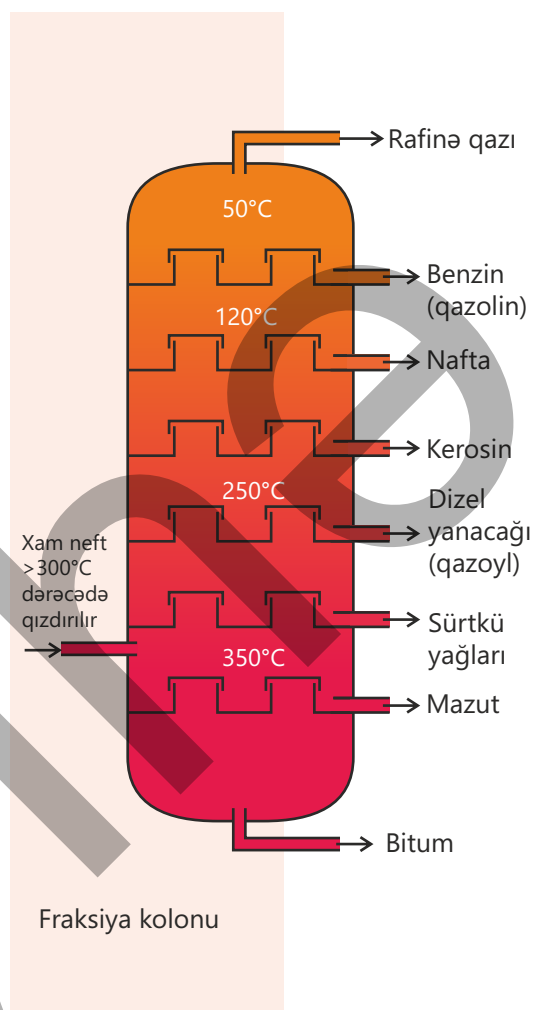 Rafinə qazı
50°C
Benzin
(qazolin)
120°C
Nafta
Kerosin
250°C
Dizel
yanacağı
(qazoyl)
Xam neft
>300°C
dərəcədə
qızdırılır
Sürtkü
yağları
350°C
Mazut
Bitum
Fraksiya kolonu